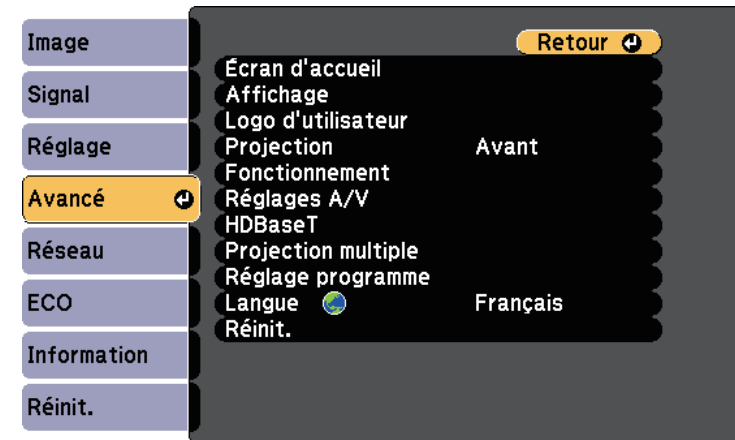 Image
Signal
Réglage
Avancé
Réseau
ECO
Information
Réinit.
Retour
Écran d'accueil
Affichage
Logo d'utilisateur
Projection Avant
Fonctionnement
Réglages A/V
HDBaseT
Projection multiple
Réglage programme
Langue Français
Réinit.